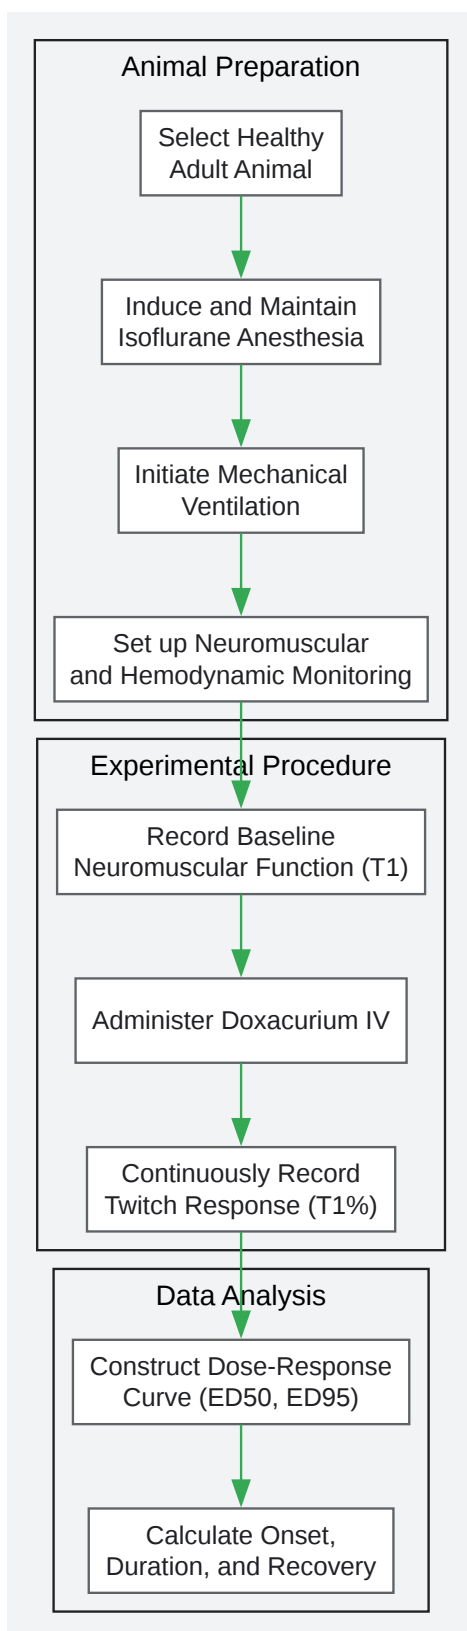 Animal Preparation
Select Healthy
Adult Animal
Induce and Maintain
Isoflurane Anesthesia
Initiate Mechanical
Ventilation
Set up Neuromuscular
and Hemodynamic Monitoring
Experimental Procedure
Record Baseline
Neuromuscular Function (T1)
Administer Doxacurium IV
Continuously Record
Twitch Response (T1%)
Data Analysis
Construct Dose-Response
Curve (ED50, ED95)
Calculate Onset,
Duration, and Recovery